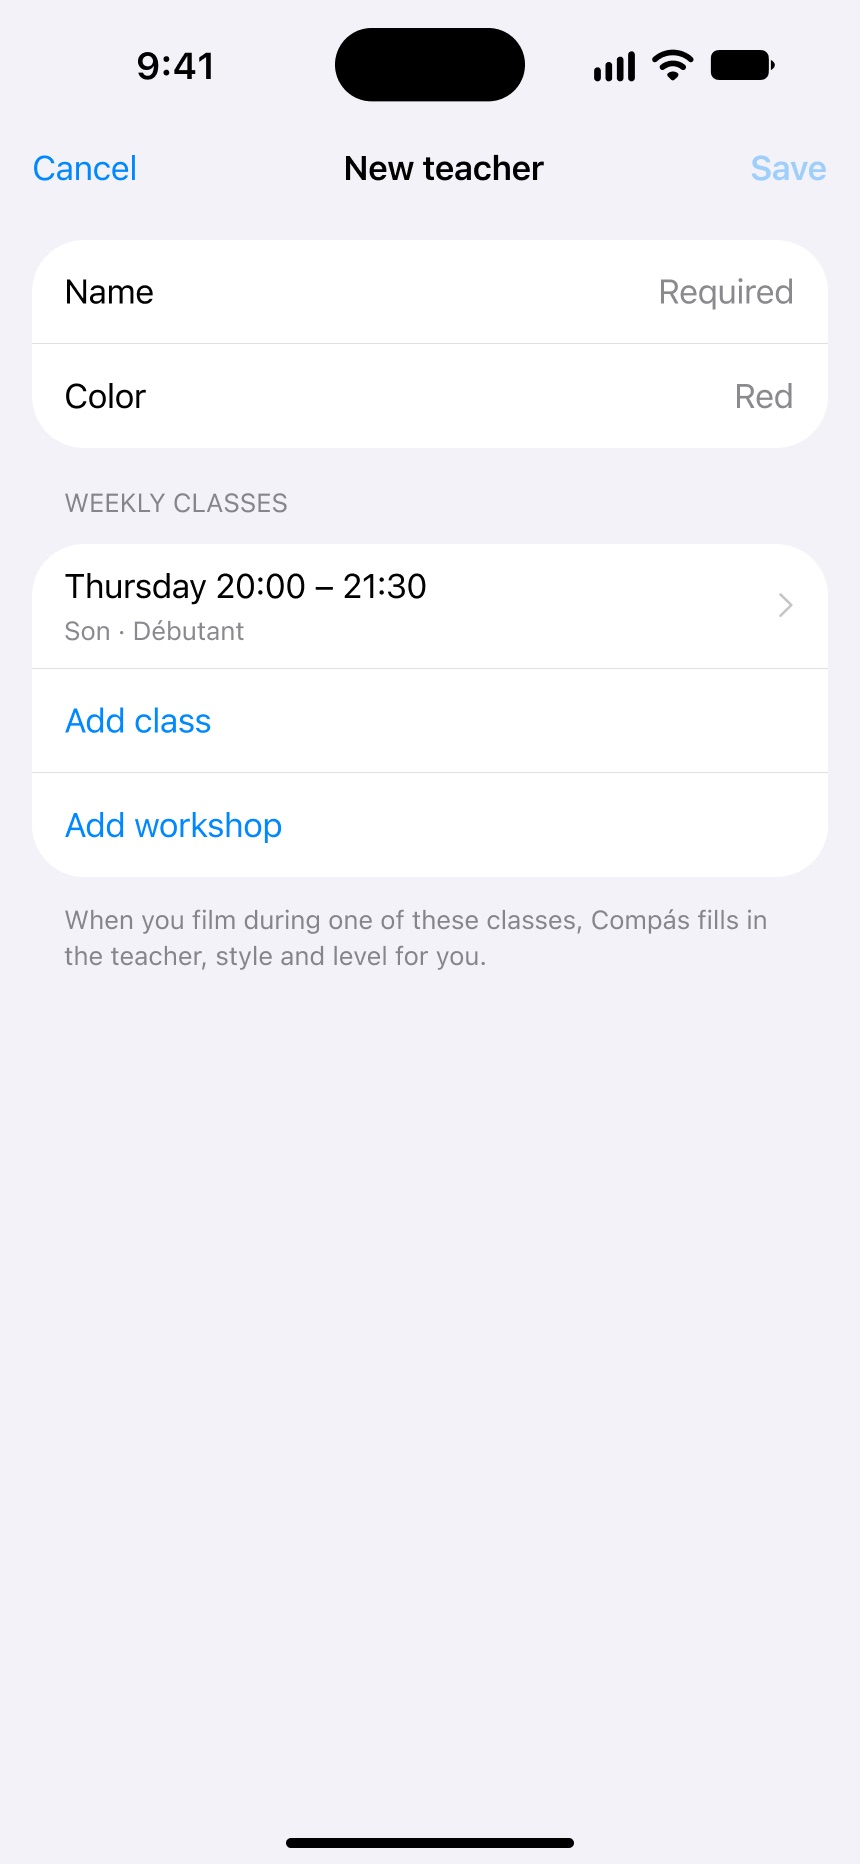 9:41
Cancel
New teacher
Save
Name
Required
Color
Red
WEEKLY CLASSES
Thursday 20:00 – 21:30
Son · Débutant
Add class
Add workshop
When you film during one of these classes, Compás fills in
the teacher, style and level for you.